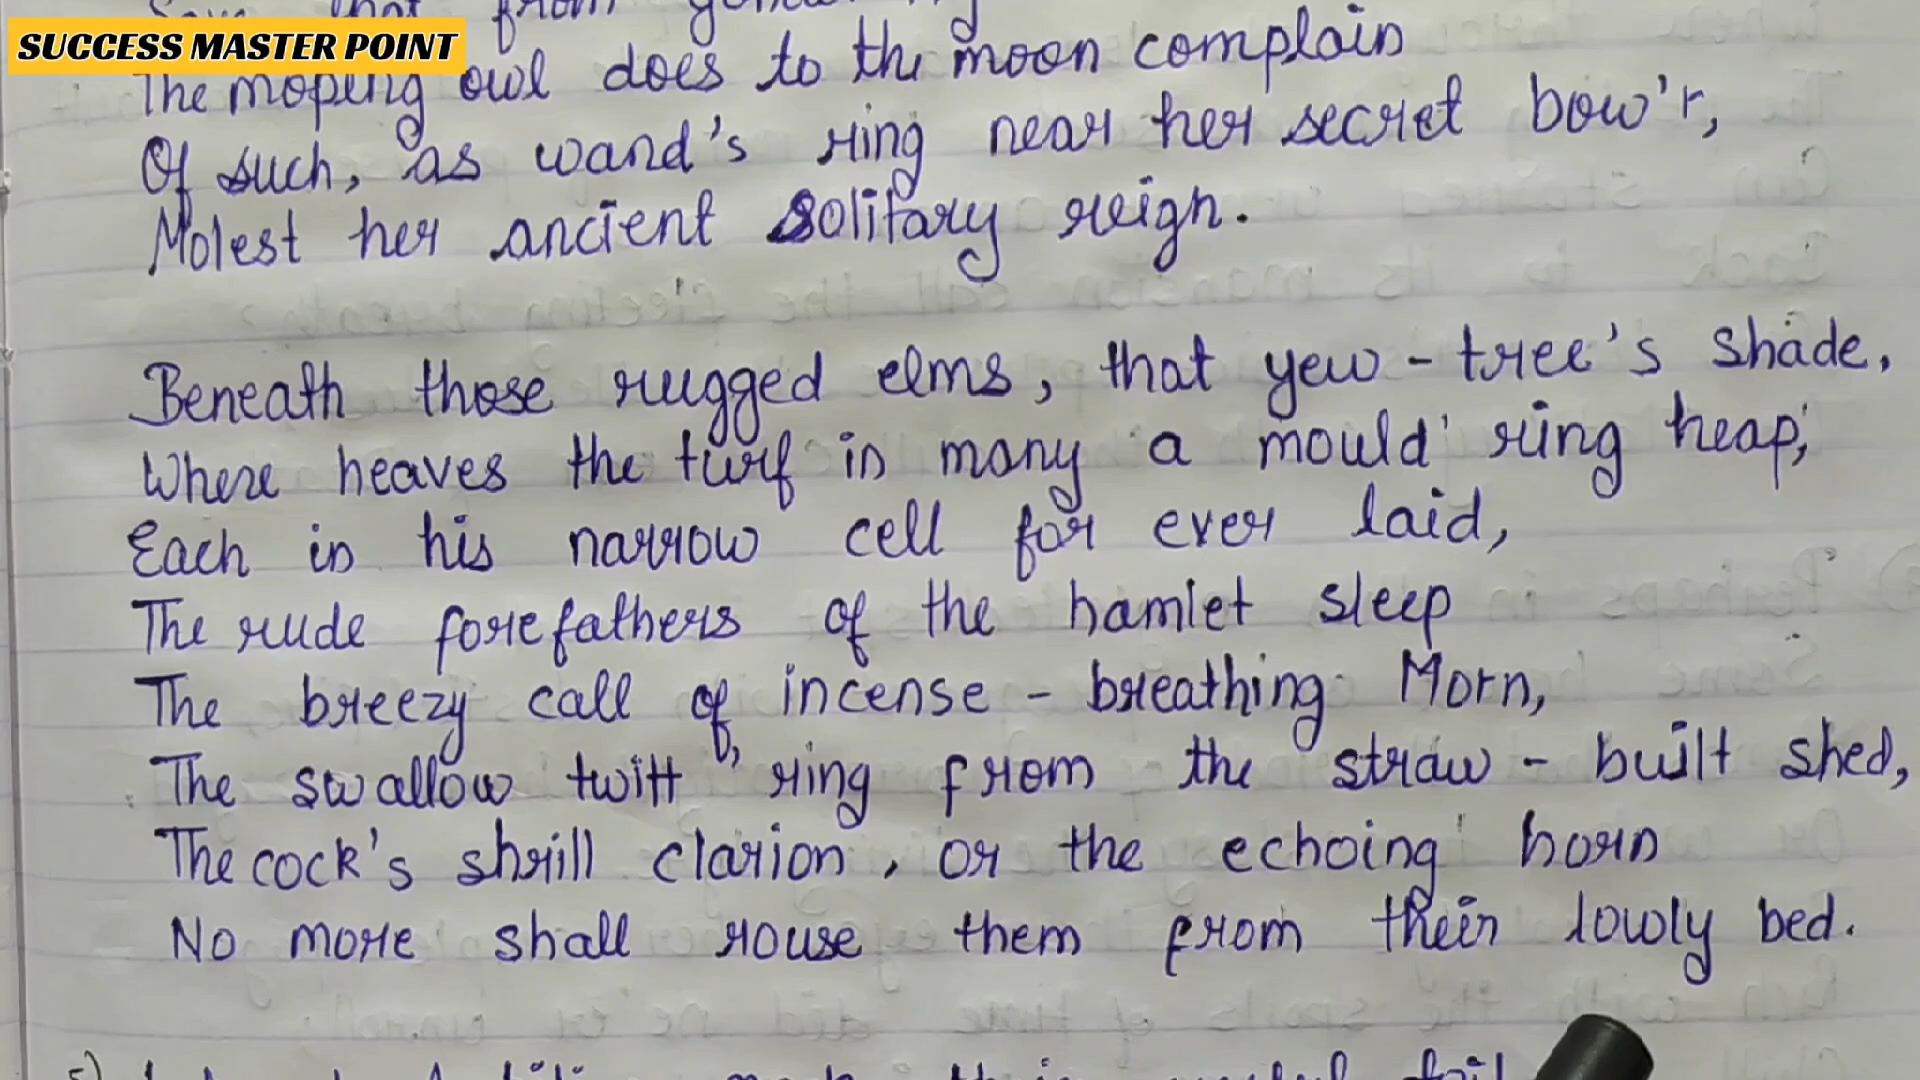 SUCCESS MASTER POINT
The moping owl does to the moon complain
Of such, as wand's ring near her secret bow'r,
Molest her ancient solitary reign.
Beneath those rugged elms, that yew - tree's shade,
Where heaves the turf in many a mould' ring heap,
Each in his narrow cell for ever laid,
The rude forefathers of the hamlet sleep
The breezy call of incense - breathing Morn,
The swallow twitt' ring from the straw - built shed,
The cock's shrill clarion, or the echoing horn
No more shall rouse them from their lowly bed.